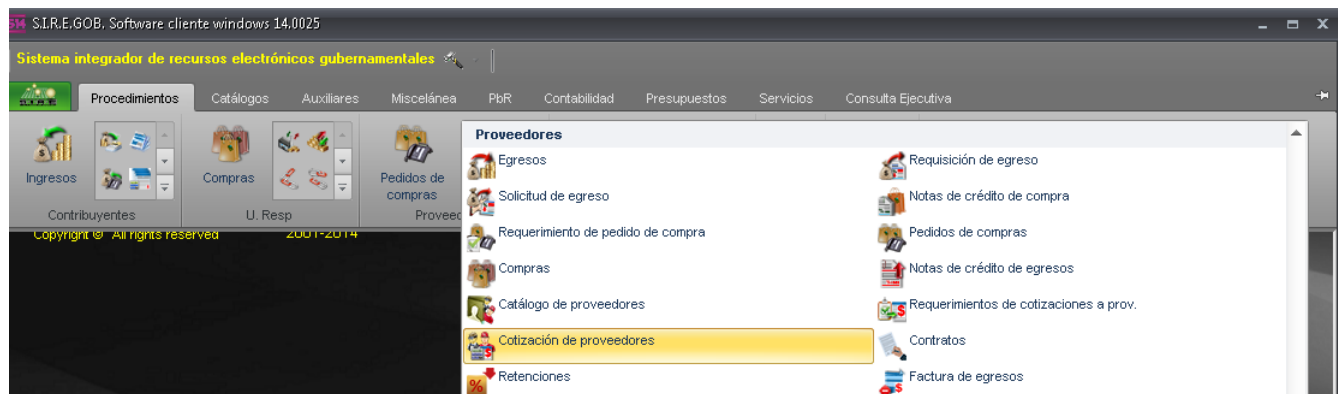 S.I.R.E.GOB. Software cliente windows 14.0025
Sistema integrador de recursos electrónicos gubernamentales
Procedimientos Catálogos Auxiliares Miscelánea PbR Contabilidad Presupuestos Servicios Consulta Ejecutiva
Ingresos
Contribuyentes
Compras
U. Resp
Pedidos de
compras
Proveed
Copyright © All rights reserved 2001-2014
Proveedores
Egresos Requisición de egreso
Solicitud de egreso Notas de crédito de compra
Requerimiento de pedido de compra Pedidos de compras
Compras Notas de crédito de egresos
Catálogo de proveedores Requerimientos de cotizaciones a prov.
Cotización de proveedores Contratos
Retenciones Factura de egresos